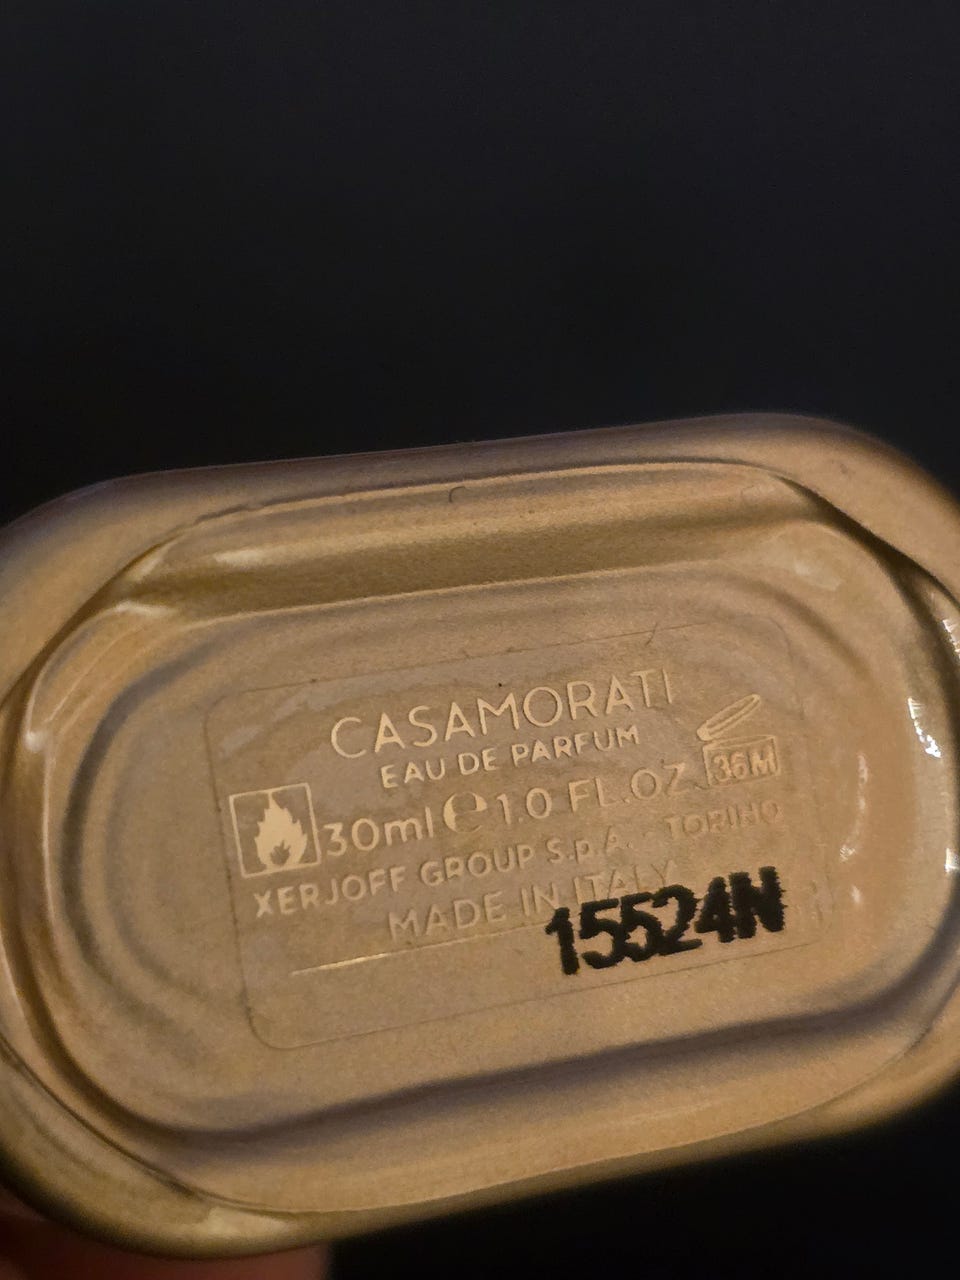 CASAMORATI
EAU DE PARFUM
36M
30ml ℮ 1.0 FL.OZ.
XERJOFF GROUP S.p.A. - TORINO
MADE IN ITALY
15524N